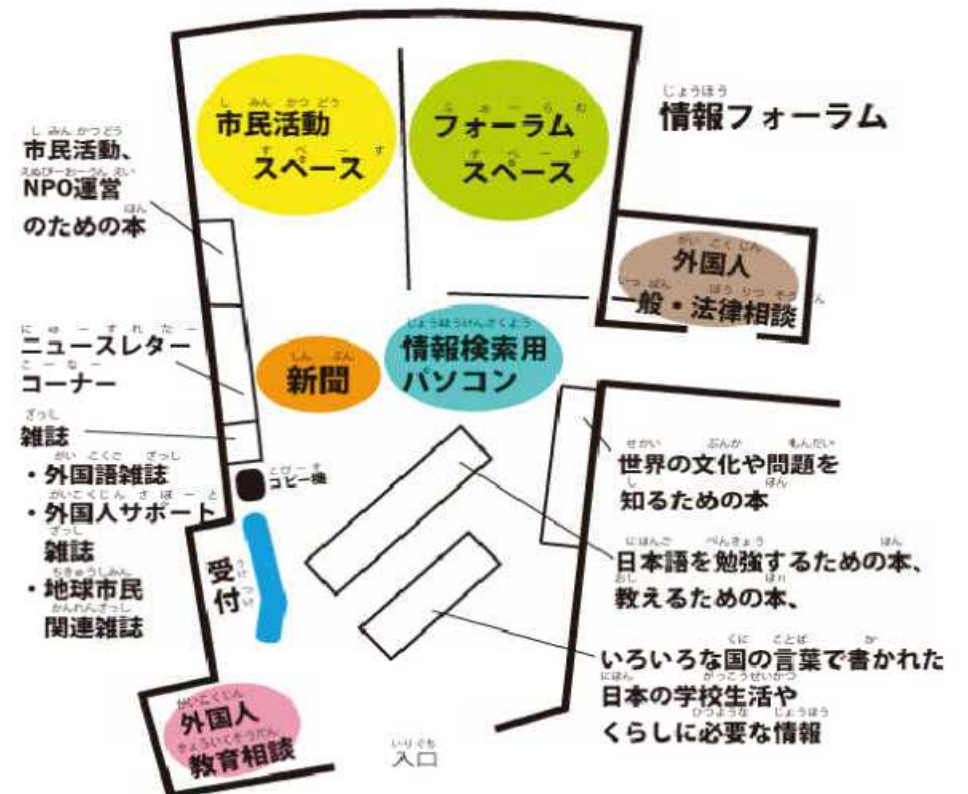 市民活動
スペース
フォーラム
スペース
情報フォーラム
市民活動、
NPO運営
のための本
外国人
一般・法律相談
ニュースレター
コーナー
新聞
情報検索用
パソコン
雑誌
・外国語雑誌
・外国人サポート
雑誌
・地球市民
関連雑誌
コピー機
受付
世界の文化や問題を
知るための本
日本語を勉強するための本、
教えるための本、
いろいろな国の言葉で書かれた
日本の学校生活や
くらしに必要な情報
外国人
教育相談
入口